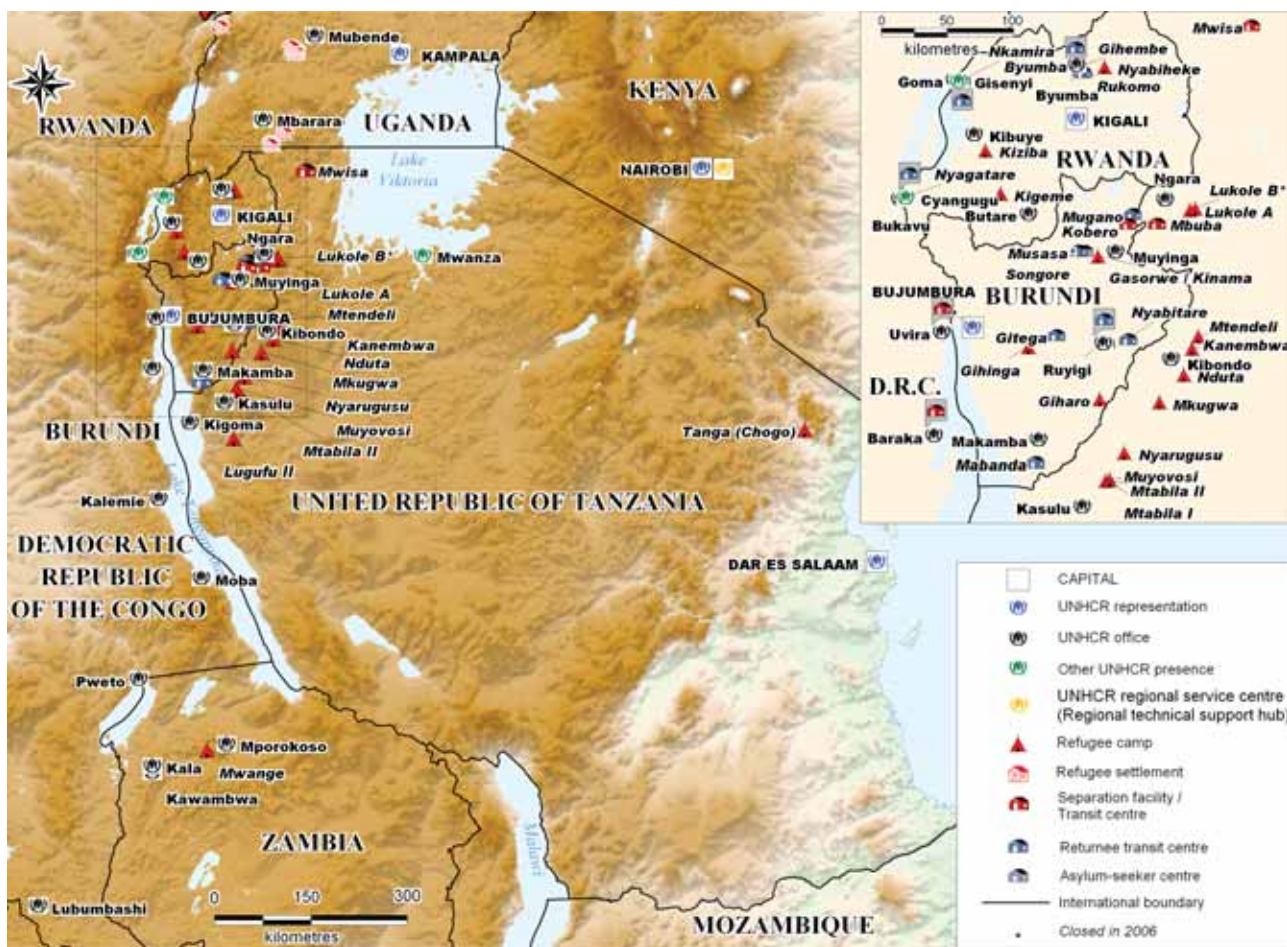 Mubende
KAMPALA
KENYA
RWANDA
Mbarara
UGANDA
Lake
Viktoria
Mwisa
NAIROBI
KIGALI
Ngara
Lukole B*
Mwanza
Muyinga
Lukole A
Mtendeli
BUJUMBURA
Kibondo
Kanembwa
Nduta
Makamba
Mkugwa
Kasulu
Nyarugusu
BURUNDI
Kigoma
Muyovosi
Mtabila II
Tanga (Chogo)
Lugufu II
UNITED REPUBLIC OF TANZANIA
Kalemie
Lake
DEMOCRATIC
REPUBLIC
OF THE CONGO
Moba
DAR ES SALAAM
Pweto
Mporokoso
Kala
Mwange
Kawambwa
ZAMBIA
Malawi
Lubumbashi
0 150 300
kilometres
MOZAMBIQUE
0 50 100
kilometres
Mwisa
Nkamira
Gihembe
Byumba
Nyabiheke
Goma
Gisenyi
Rukomo
Byumba
KIGALI
Kibuye
Kiziba
RWANDA
Nyagatare
Ngara
Cyangugu
Kigeme
Lukole B*
Bukavu
Butare
Mugano
Lukole A
Kobero
Mbuba
Musasa
Muyinga
Songore
Gasorwe / Kinama
BUJUMBURA
BURUNDI
Nyabitare
Uvira
Gitega
Mtendeli
Kanembwa
Gihinga
Ruyigi
Kibondo
Nduta
D.R.C.
Giharo
Mkugwa
Baraka
Makamba
Mabanda
Nyarugusu
Muyovosi
Mtabila II
Kasulu
Mtabila I
CAPITAL
UNHCR representation
UNHCR office
Other UNHCR presence
UNHCR regional service centre
(Regional technical support hub)
Refugee camp
Refugee settlement
Separation facility /
Transit centre
Returnee transit centre
Asylum-seeker centre
International boundary
* Closed in 2006